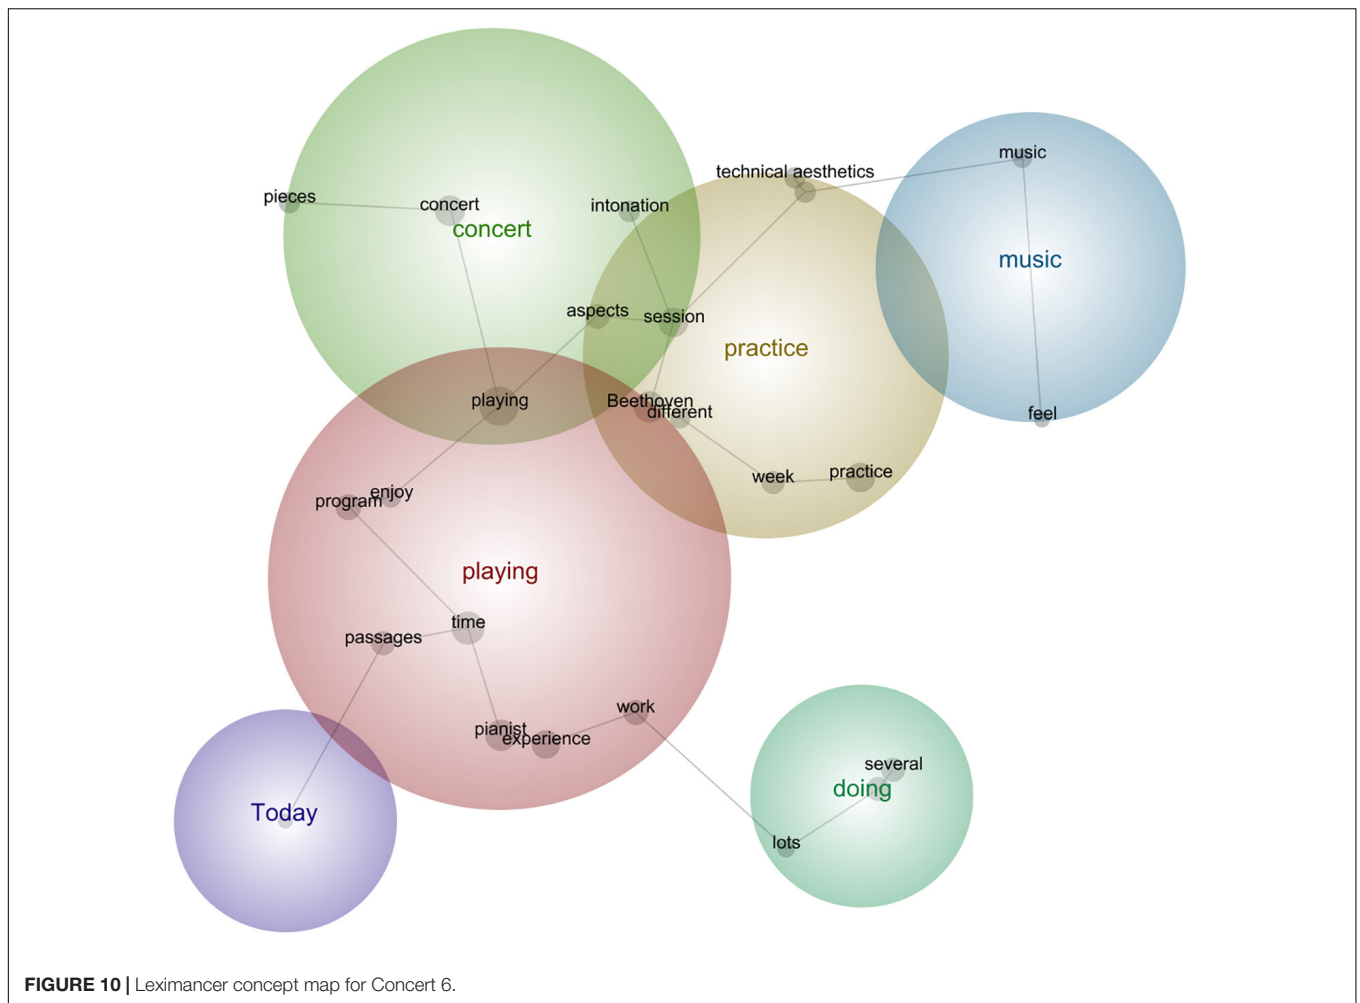 music
technical aesthetics
pieces
concert
intonation
concert
music
aspects
session
practice
playing
Beethoven
different
feel
week
practice
enjoy
program
playing
time
passages
work
pianist
experience
several
doing
Today
lots
FIGURE 10 | Leximancer concept map for Concert 6.